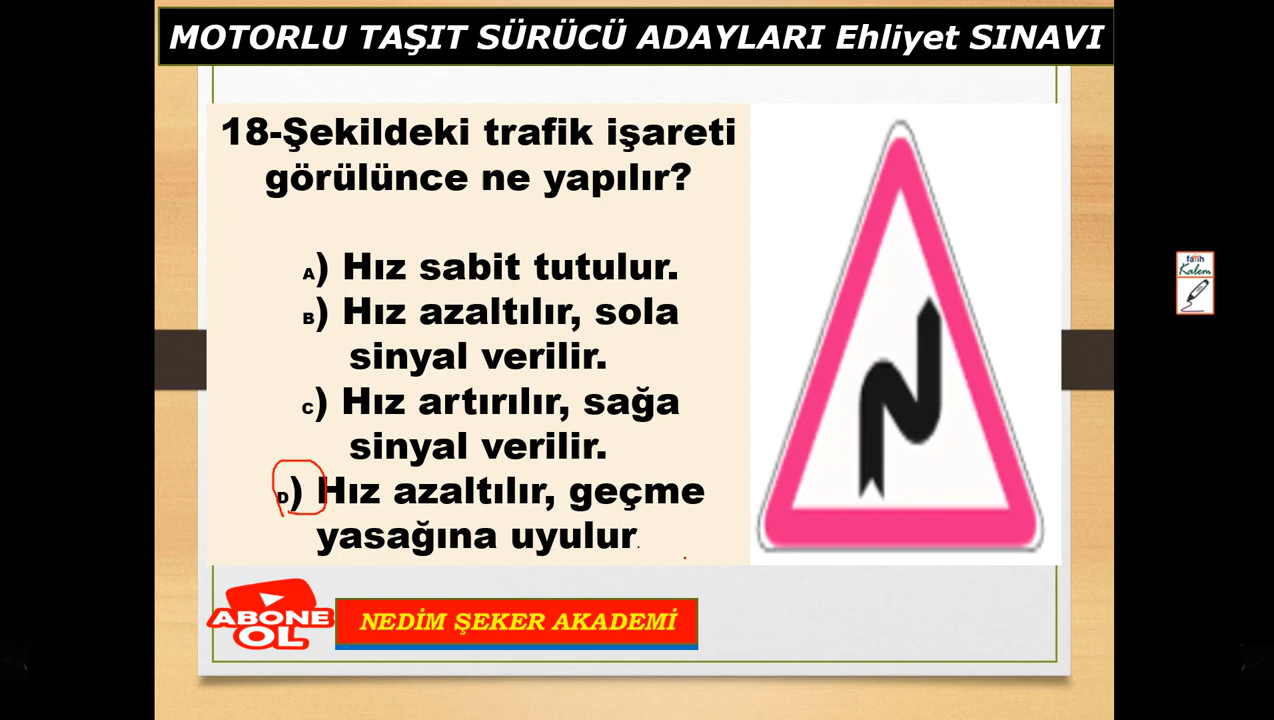 MOTORLU TAŞIT SÜRÜCÜ ADAYLARI Ehliyet SINAVI
18-Şekildeki trafik işareti
görülünce ne yapılır?
A) Hız sabit tutulur.
B) Hız azaltılır, sola
sinyal verilir.
C) Hız artırılır, sağa
sinyal verilir.
D) Hız azaltılır, geçme
yasağına uyulur.
fatih
Kalem
ABONE
OL
NEDİM ŞEKER AKADEMİ